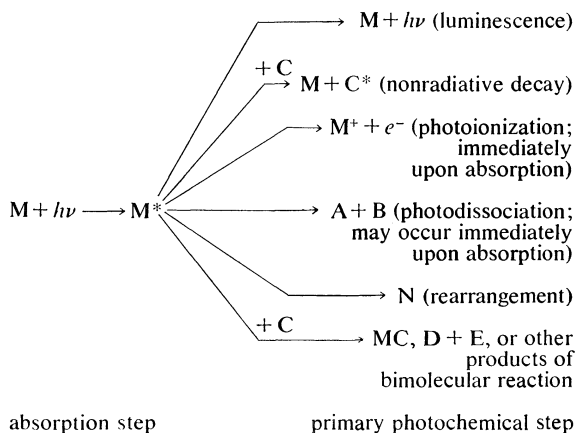 M + hν (luminescence)
+ C
M + C* (nonradiative decay)
M⁺ + e⁻ (photoionization;
immediately
upon absorption)
M + hν ⟶ M*
A + B (photodissociation;
may occur immediately
upon absorption)
N (rearrangement)
+ C
MC, D + E, or other
products of
bimolecular reaction
absorption step primary photochemical step